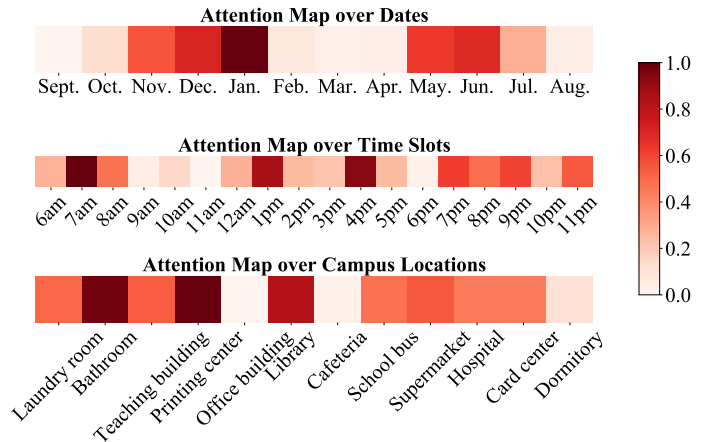 Attention Map over Dates
Sept. Oct. Nov. Dec. Jan. Feb. Mar. Apr. May. Jun. Jul. Aug.
Attention Map over Time Slots
6am 7am 8am 9am 10am 11am 12am 1pm 2pm 3pm 4pm 5pm 6pm 7pm 8pm 9pm 10pm 11pm
Attention Map over Campus Locations
Laundry room Bathroom Teaching building Printing center Office building Library Cafeteria School bus Supermarket Hospital Card center Dormitory
1.0
0.8
0.6
0.4
0.2
0.0